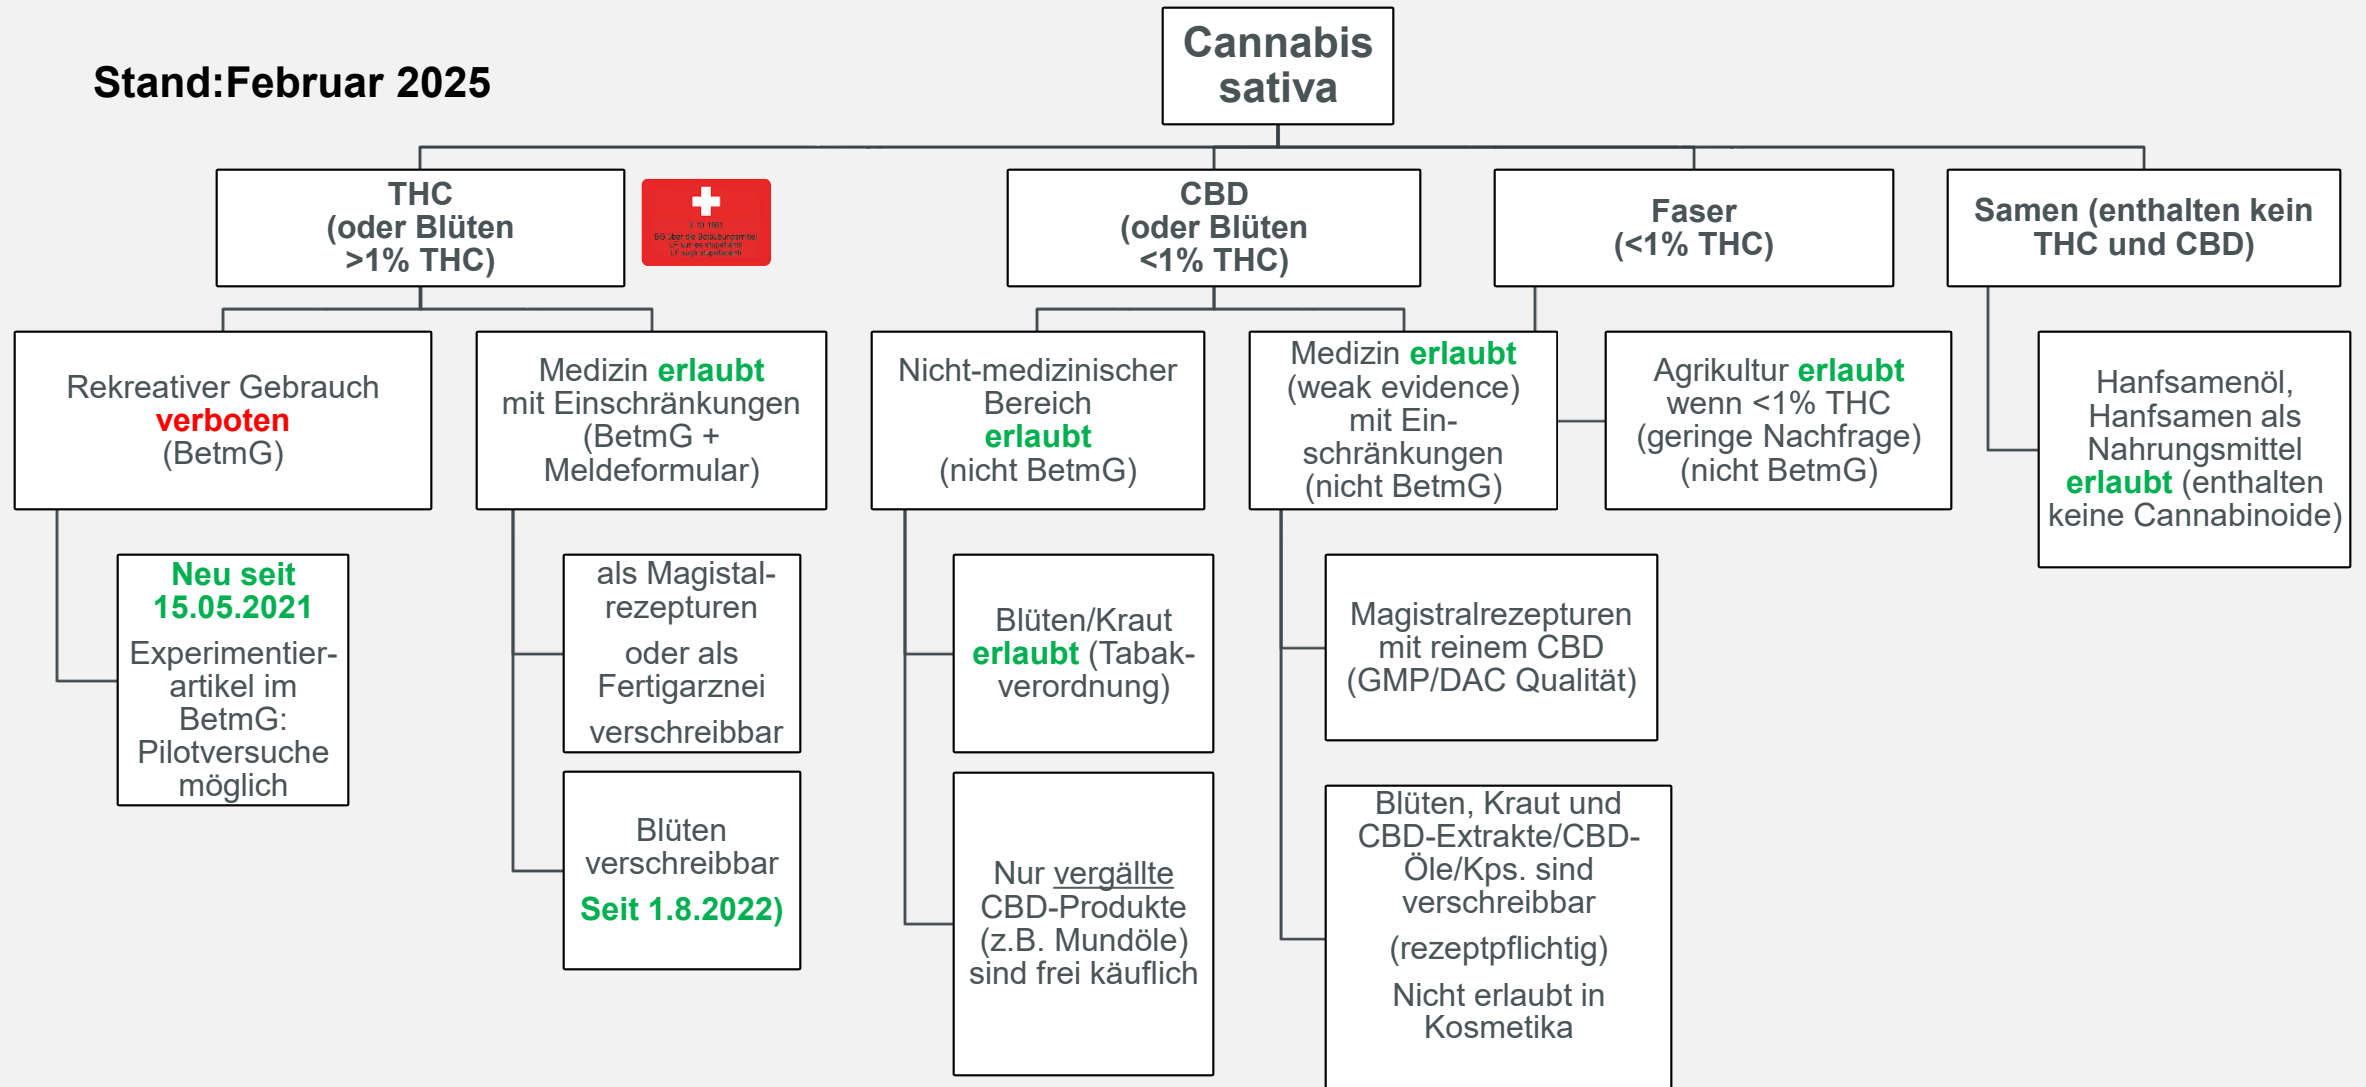 Stand:Februar 2025
Cannabis
sativa
THC
(oder Blüten
>1% THC)
CBD
(oder Blüten
<1% THC)
Faser
(<1% THC)
Samen (enthalten kein
THC und CBD)
Rekreativer Gebrauch
verboten
(BetmG)
Medizin erlaubt
mit Einschränkungen
(BetmG +
Meldeformular)
Nicht-medizinischer
Bereich
erlaubt
(nicht BetmG)
Medizin erlaubt
(weak evidence)
mit Ein-
schränkungen
(nicht BetmG)
Agrikultur erlaubt
wenn <1% THC
(geringe Nachfrage)
(nicht BetmG)
Hanfsamenöl,
Hanfsamen als
Nahrungsmittel
erlaubt (enthalten
keine Cannabinoide)
Neu seit
15.05.2021
Experimentier-
artikel im
BetmG:
Pilotversuche
möglich
als Magistal-
rezepturen
oder als
Fertigarznei
verschreibbar
Blüten
verschreibbar
Seit 1.8.2022)
Blüten/Kraut
erlaubt (Tabak-
verordnung)
Nur vergällte
CBD-Produkte
(z.B. Mundöle)
sind frei käuflich
Magistralrezepturen
mit reinem CBD
(GMP/DAC Qualität)
Blüten, Kraut und
CBD-Extrakte/CBD-
Öle/Kps. sind
verschreibbar
(rezeptpflichtig)
Nicht erlaubt in
Kosmetika